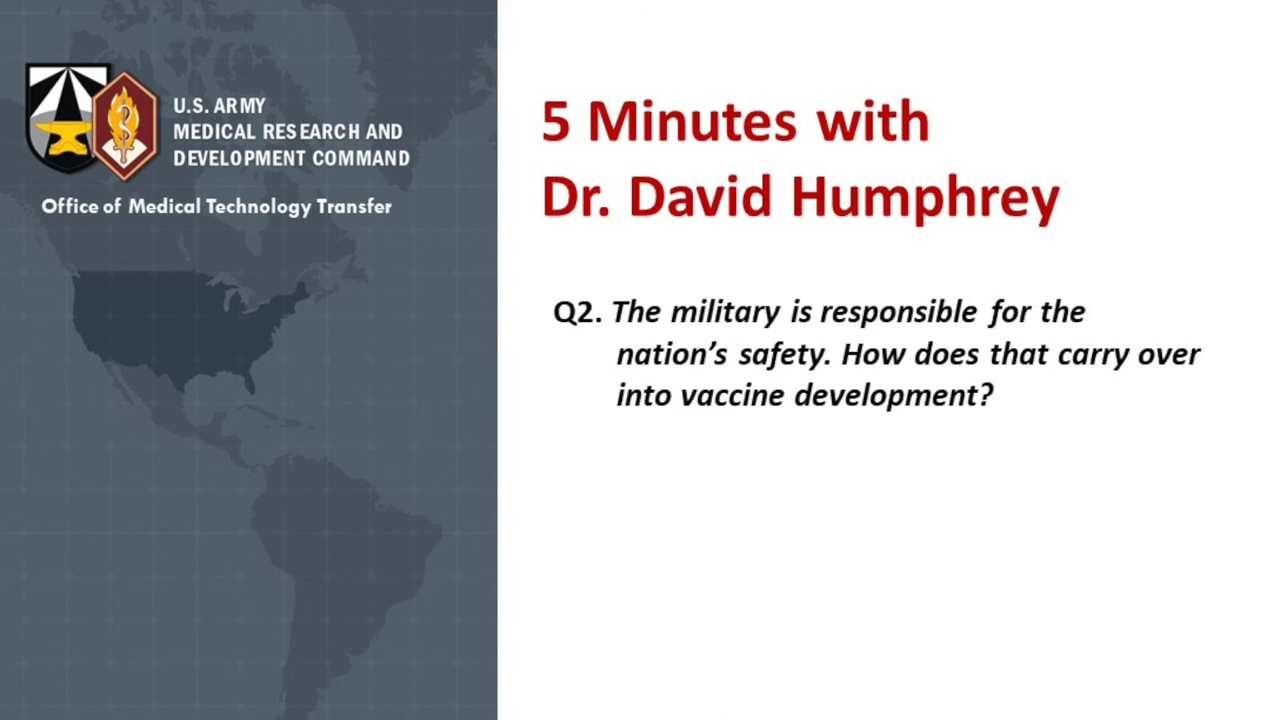 U.S. ARMY
MEDICAL RESEARCH AND
DEVELOPMENT COMMAND
Office of Medical Technology Transfer
5 Minutes with
Dr. David Humphrey
Q2. The military is responsible for the
nation’s safety. How does that carry over
into vaccine development?